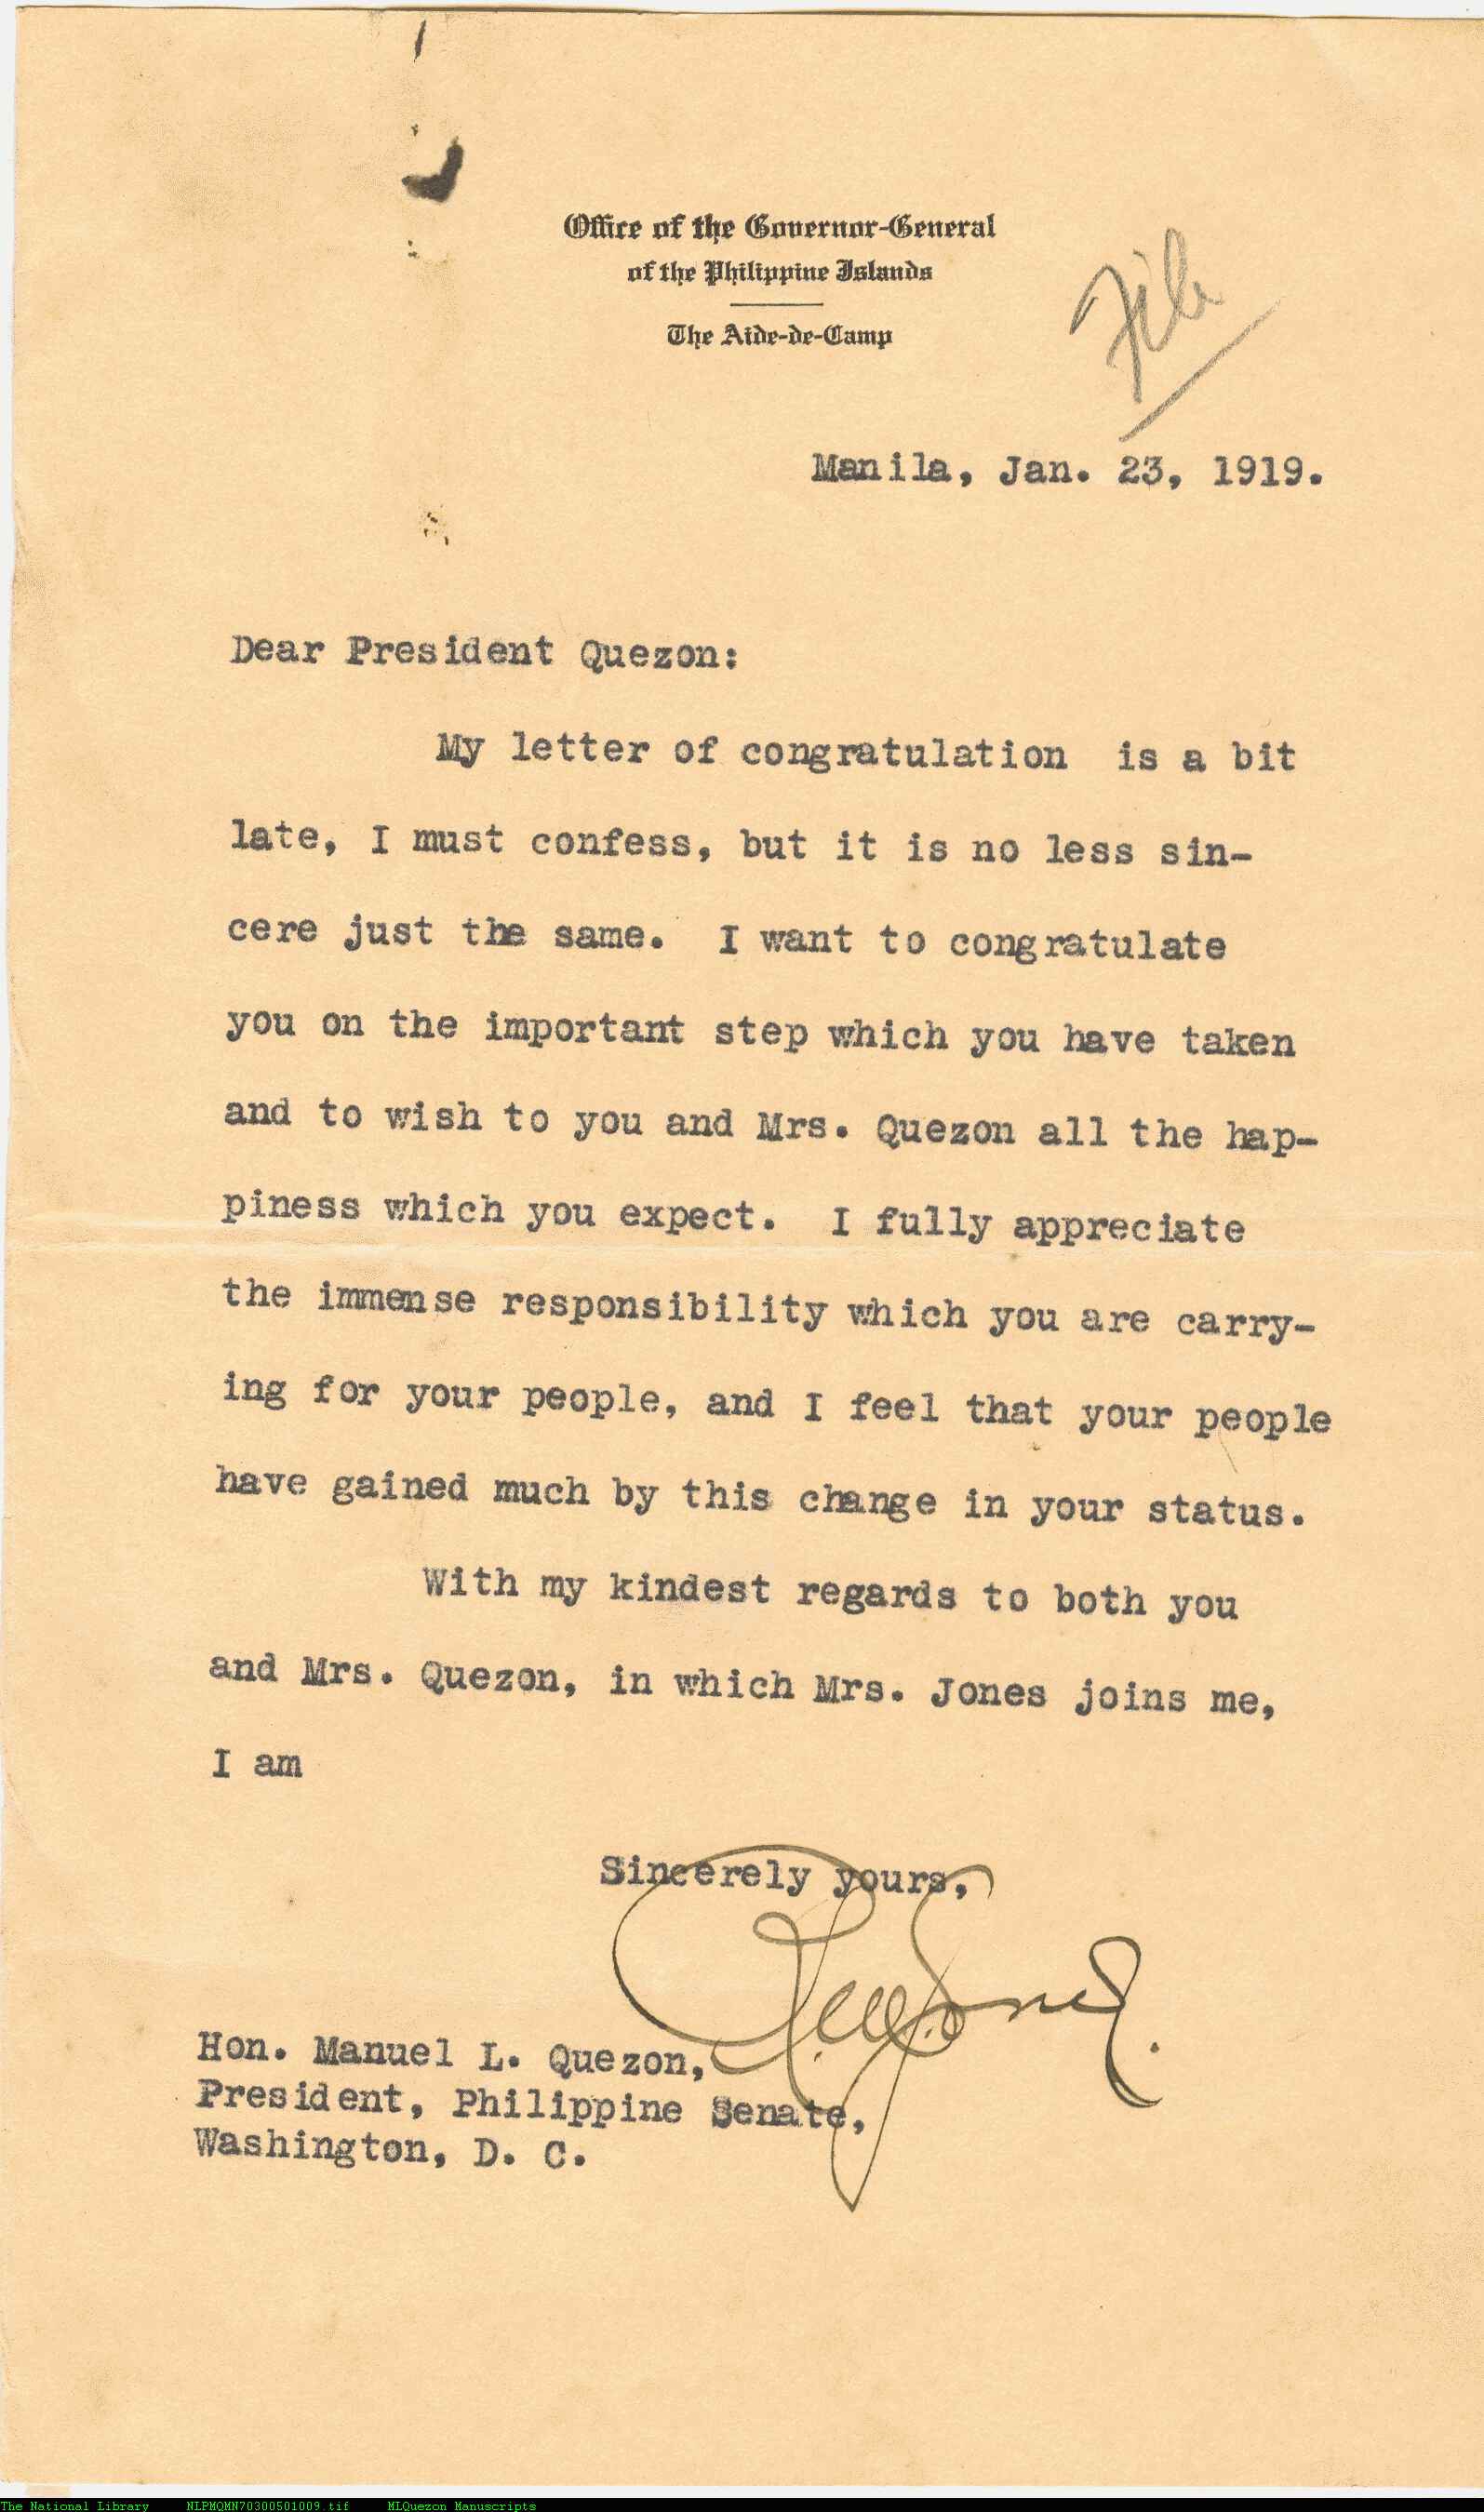 Office of the Governor-General
of the Philippine Islands
The Aide-de-Camp
File
Manila, Jan. 23, 1919.
Dear President Quezon:
My letter of congratulation is a bit
late, I must confess, but it is no less sin-
cere just the same. I want to congratulate
you on the important step which you have taken
and to wish to you and Mrs. Quezon all the hap-
piness which you expect. I fully appreciate
the immense responsibility which you are carry-
ing for your people, and I feel that your people
have gained much by this change in your status.
With my kindest regards to both you
and Mrs. Quezon, in which Mrs. Jones joins me,
I am
Sincerely yours,
Jones.
Hon. Manuel L. Quezon,
President, Philippine Senate,
Washington, D. C.
The National Library NLPMQMN70300501009.tif MLQuezon Manuscripts